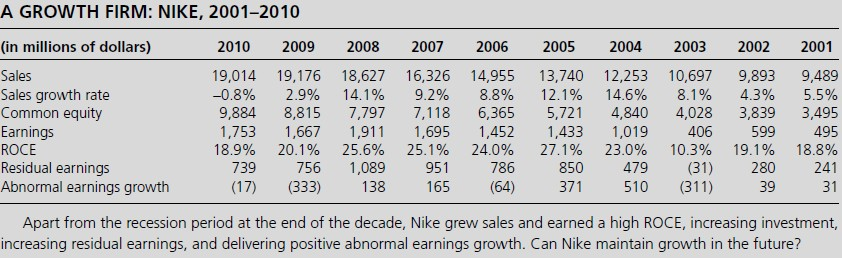 A GROWTH FIRM: NIKE, 2001–2010
(in millions of dollars) 2010 2009 2008 2007 2006 2005 2004 2003 2002 2001
Sales 19,014 19,176 18,627 16,326 14,955 13,740 12,253 10,697 9,893 9,489
Sales growth rate –0.8% 2.9% 14.1% 9.2% 8.8% 12.1% 14.6% 8.1% 4.3% 5.5%
Common equity 9,884 8,815 7,797 7,118 6,365 5,721 4,840 4,028 3,839 3,495
Earnings 1,753 1,667 1,911 1,695 1,452 1,433 1,019 406 599 495
ROCE 18.9% 20.1% 25.6% 25.1% 24.0% 27.1% 23.0% 10.3% 19.1% 18.8%
Residual earnings 739 756 1,089 951 786 850 479 (31) 280 241
Abnormal earnings growth (17) (333) 138 165 (64) 371 510 (311) 39 31
Apart from the recession period at the end of the decade, Nike grew sales and earned a high ROCE, increasing investment,
increasing residual earnings, and delivering positive abnormal earnings growth. Can Nike maintain growth in the future?